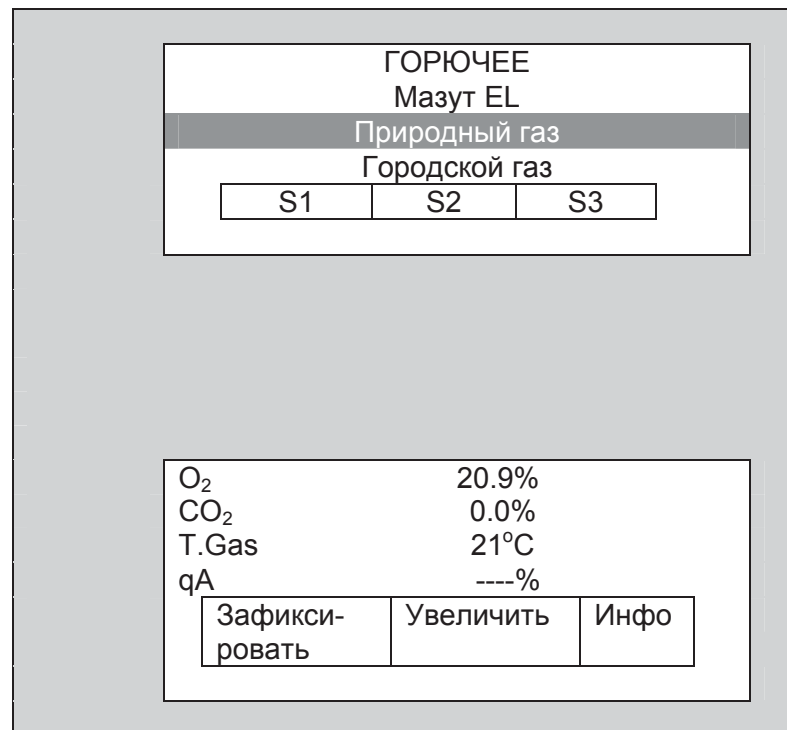 ГОРЮЧЕЕ
Мазут EL
Природный газ
Городской газ
S1 S2 S3
O₂ 20.9%
CO₂ 0.0%
T.Gas 21°C
qA ----%
Зафикси- Увеличить Инфо
ровать